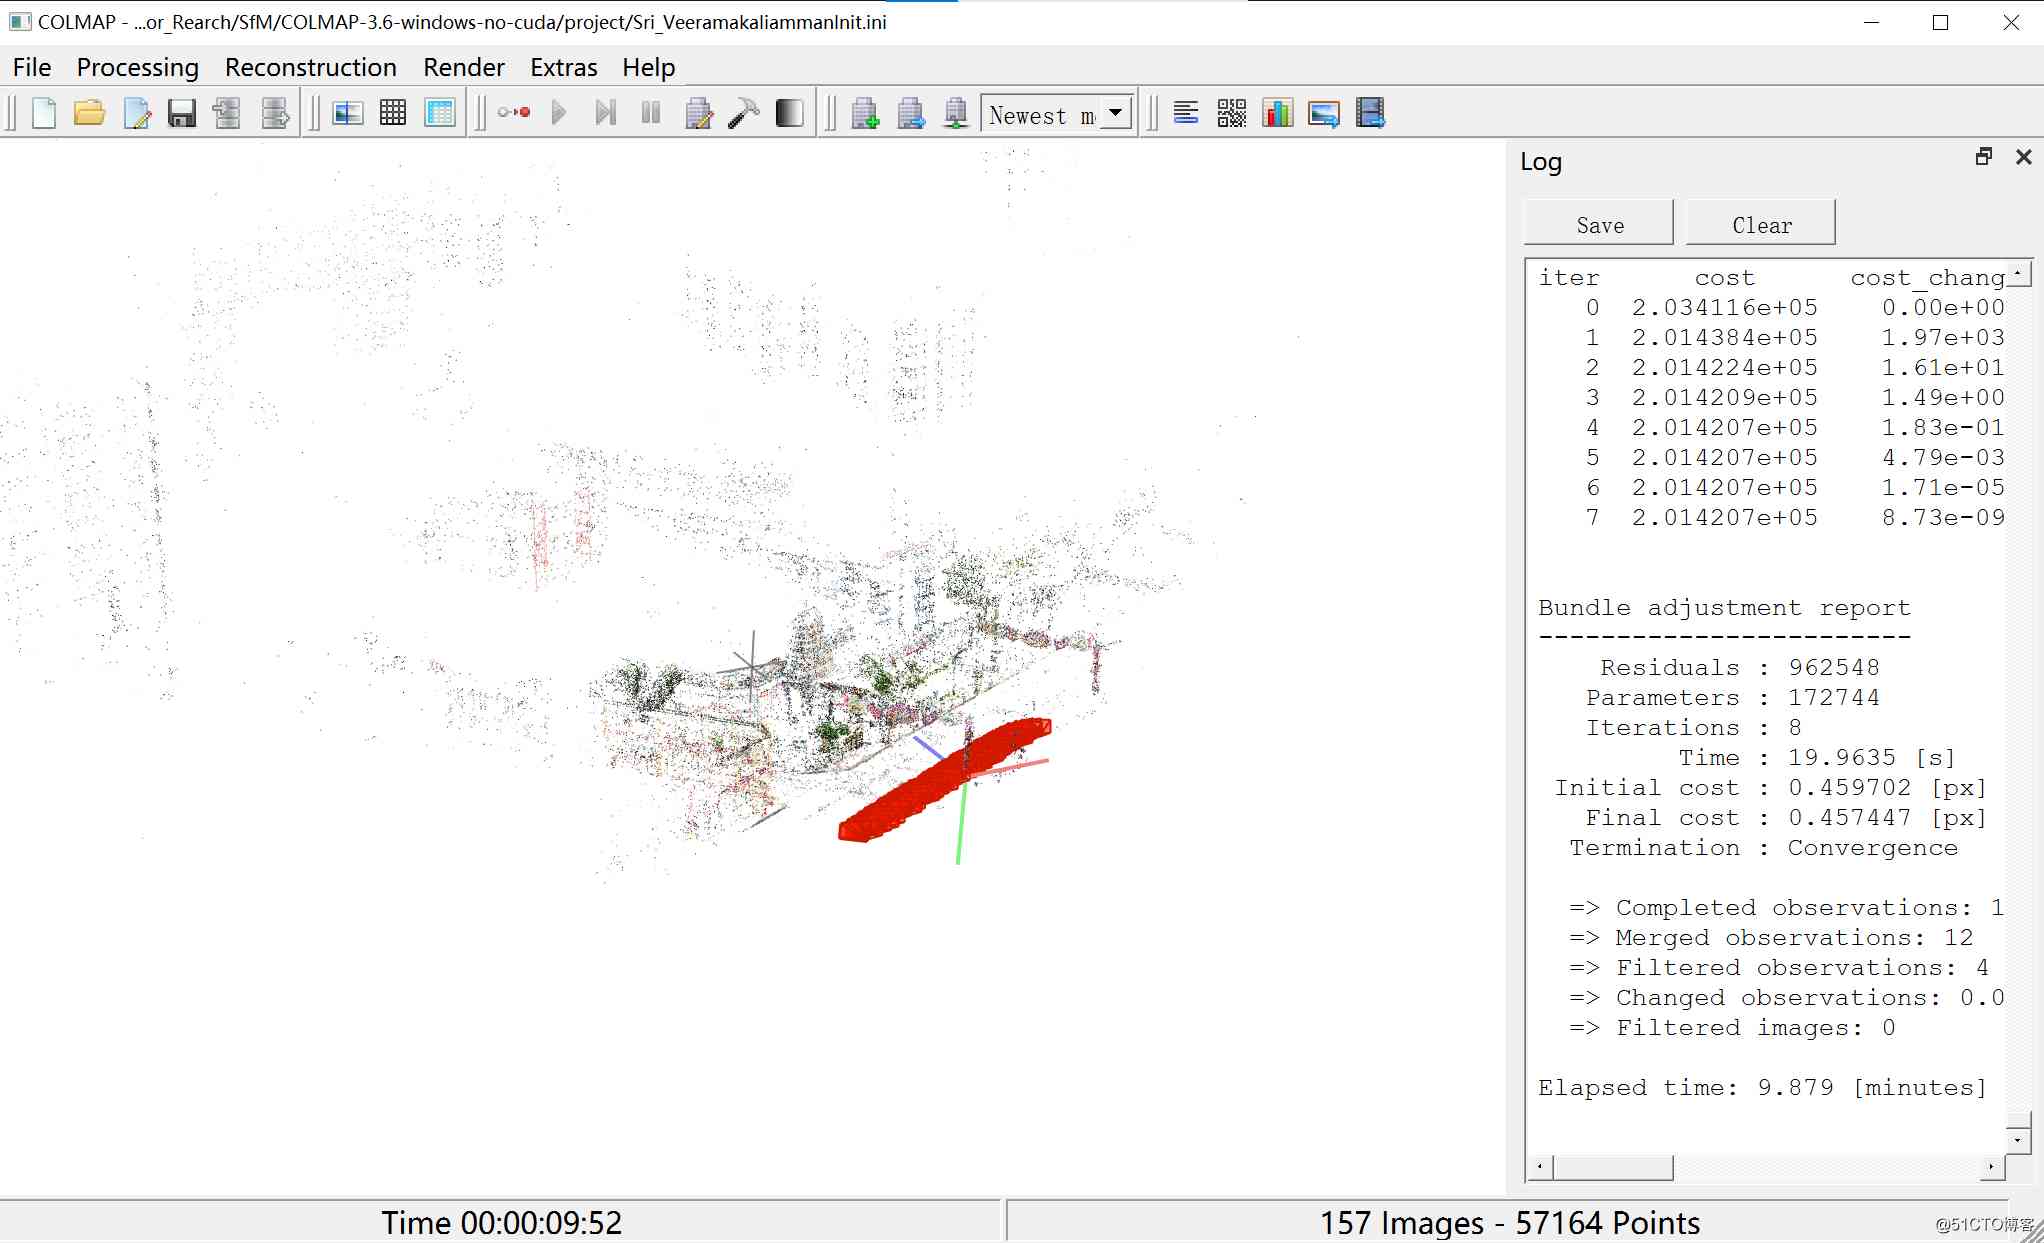 COLMAP - ...or_Rearch/SfM/COLMAP-3.6-windows-no-cuda/project/Sri_VeeramakaliammanInit.ini
File Processing Reconstruction Render Extras Help
Newest m
Log
Save Clear
iter cost cost_chang
0 2.034116e+05 0.00e+00
1 2.014384e+05 1.97e+03
2 2.014224e+05 1.61e+01
3 2.014209e+05 1.49e+00
4 2.014207e+05 1.83e-01
5 2.014207e+05 4.79e-03
6 2.014207e+05 1.71e-05
7 2.014207e+05 8.73e-09
Bundle adjustment report
------------------------
Residuals : 962548
Parameters : 172744
Iterations : 8
Time : 19.9635 [s]
Initial cost : 0.459702 [px]
Final cost : 0.457447 [px]
Termination : Convergence
=> Completed observations: 1
=> Merged observations: 12
=> Filtered observations: 4
=> Changed observations: 0.0
=> Filtered images: 0
Elapsed time: 9.879 [minutes]
Time 00:00:09:52
157 Images - 57164 Points
@51CTO博客